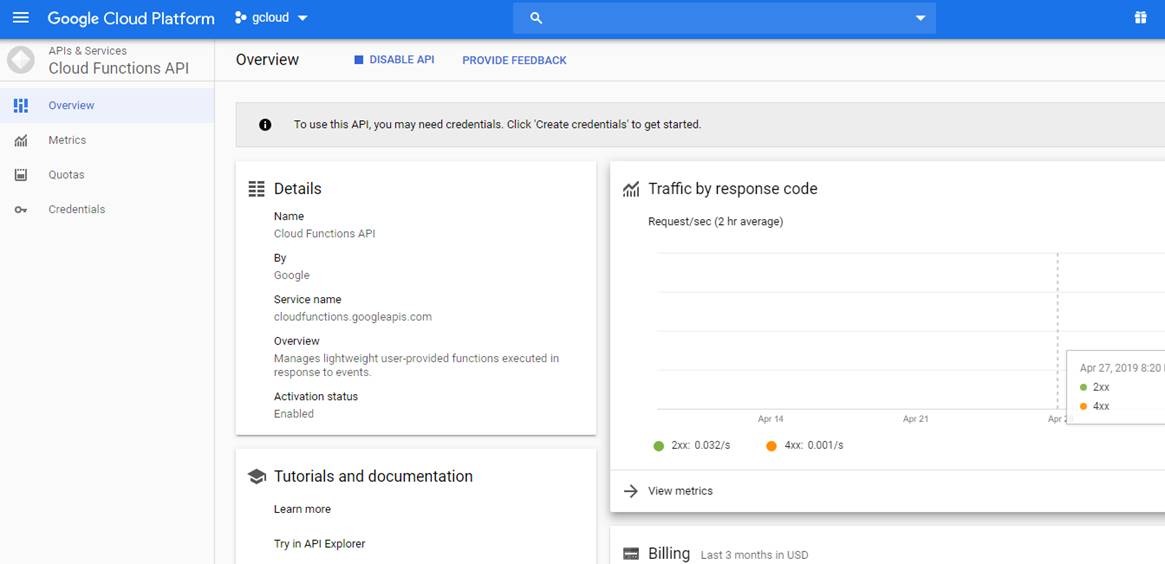 Google Cloud Platform
gcloud
APIs & Services
Cloud Functions API
Overview
DISABLE API
PROVIDE FEEDBACK
Overview
Metrics
Quotas
Credentials
To use this API, you may need credentials. Click 'Create credentials' to get started.
Details
Name
Cloud Functions API
By
Google
Service name
cloudfunctions.googleapis.com
Overview
Manages lightweight user-provided functions executed in
response to events.
Activation status
Enabled
Tutorials and documentation
Learn more
Try in API Explorer
Traffic by response code
Request/sec (2 hr average)
Apr 27, 2019 8:20
2xx
4xx
Apr 14
Apr 21
Apr
2xx: 0.032/s
4xx: 0.001/s
View metrics
Billing Last 3 months in USD